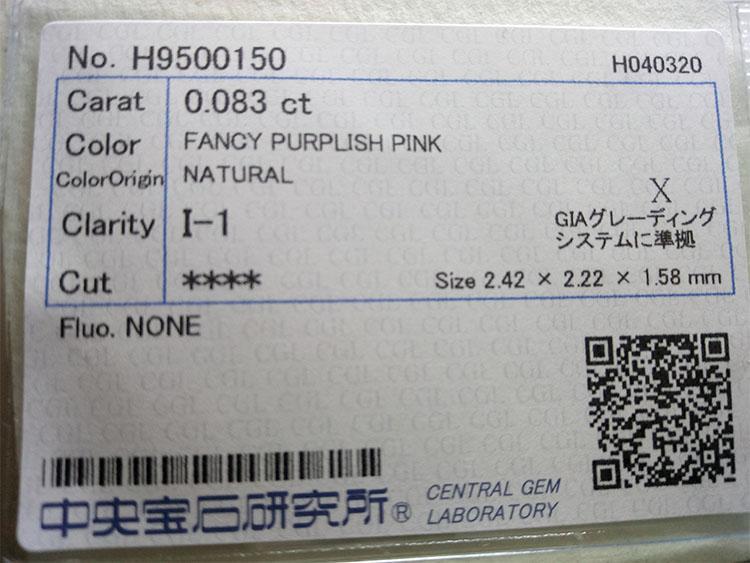 No. H9500150
H040320
Carat 0.083 ct
Color FANCY PURPLISH PINK
ColorOrigin NATURAL
X
Clarity I-1
GIAグレーディング
システムに準拠
Cut ****
Size 2.42 × 2.22 × 1.58 mm
Fluo. NONE
中央宝石研究所®
CENTRAL GEM
LABORATORY